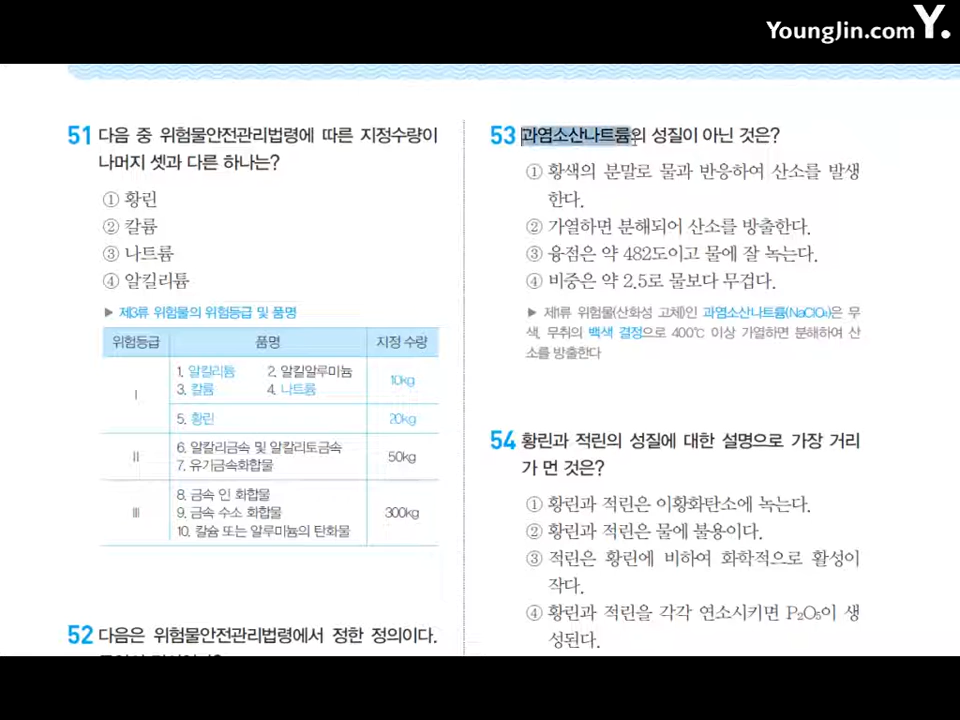 YoungJin.com Y.
51 다음 중 위험물안전관리법령에 따른 지정수량이
나머지 셋과 다른 하나는?
① 황린
② 칼륨
③ 나트륨
④ 알킬리튬
▶ 제3류 위험물의 위험등급 및 품명
위험등급 품명 지정 수량
Ⅰ 1. 알킬리튬 2. 알킬알루미늄 10kg
3. 칼륨 4. 나트륨
5. 황린 20kg
Ⅱ 6. 알칼리금속 및 알칼리토금속 50kg
7. 유기금속화합물
Ⅲ 8. 금속 인 화합물 300kg
9. 금속 수소 화합물
10. 칼슘 또는 알루미늄의 탄화물
52 다음은 위험물안전관리법령에서 정한 정의이다.
53 과염소산나트륨의 성질이 아닌 것은?
① 황색의 분말로 물과 반응하여 산소를 발생
한다.
② 가열하면 분해되어 산소를 방출한다.
③ 융점은 약 482도이고 물에 잘 녹는다.
④ 비중은 약 2.5로 물보다 무겁다.
▶ 제1류 위험물(산화성 고체)인 과염소산나트륨(NaClO₄)은 무
색, 무취의 백색 결정으로 400℃ 이상 가열하면 분해하여 산
소를 방출한다
54 황린과 적린의 성질에 대한 설명으로 가장 거리
가 먼 것은?
① 황린과 적린은 이황화탄소에 녹는다.
② 황린과 적린은 물에 불용이다.
③ 적린은 황린에 비하여 화학적으로 활성이
작다.
④ 황린과 적린을 각각 연소시키면 P₂O₅이 생
성된다.